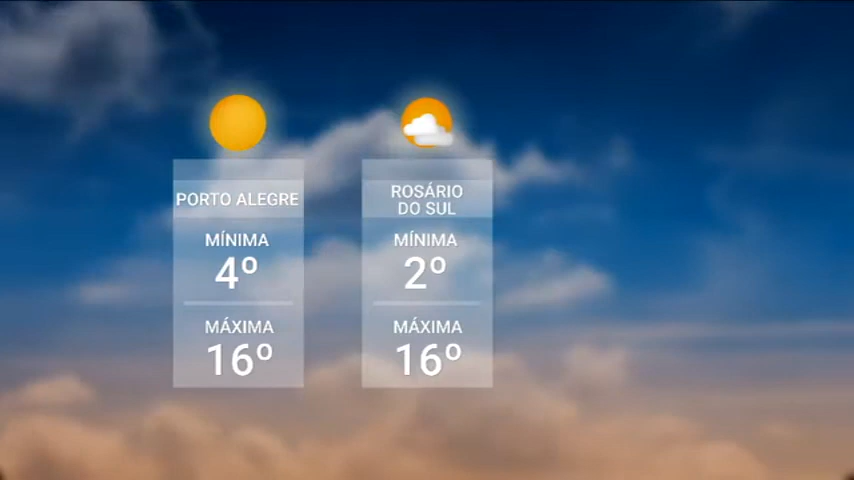 PORTO ALEGRE
MÍNIMA
4º
MÁXIMA
16º
ROSÁRIO
DO SUL
MÍNIMA
2º
MÁXIMA
16º